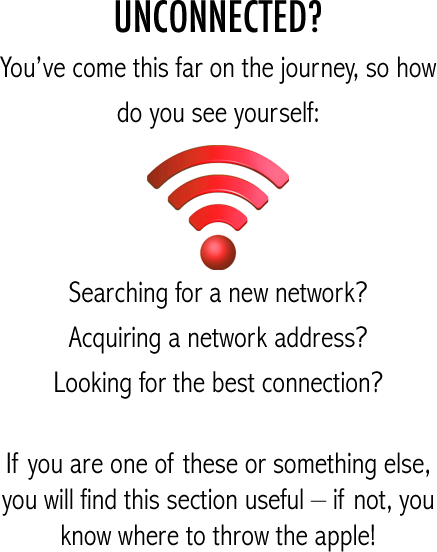 UNCONNECTED?
You’ve come this far on the journey, so how
do you see yourself:
Searching for a new network?
Acquiring a network address?
Looking for the best connection?
If you are one of these or something else,
you will find this section useful – if not, you
know where to throw the apple!